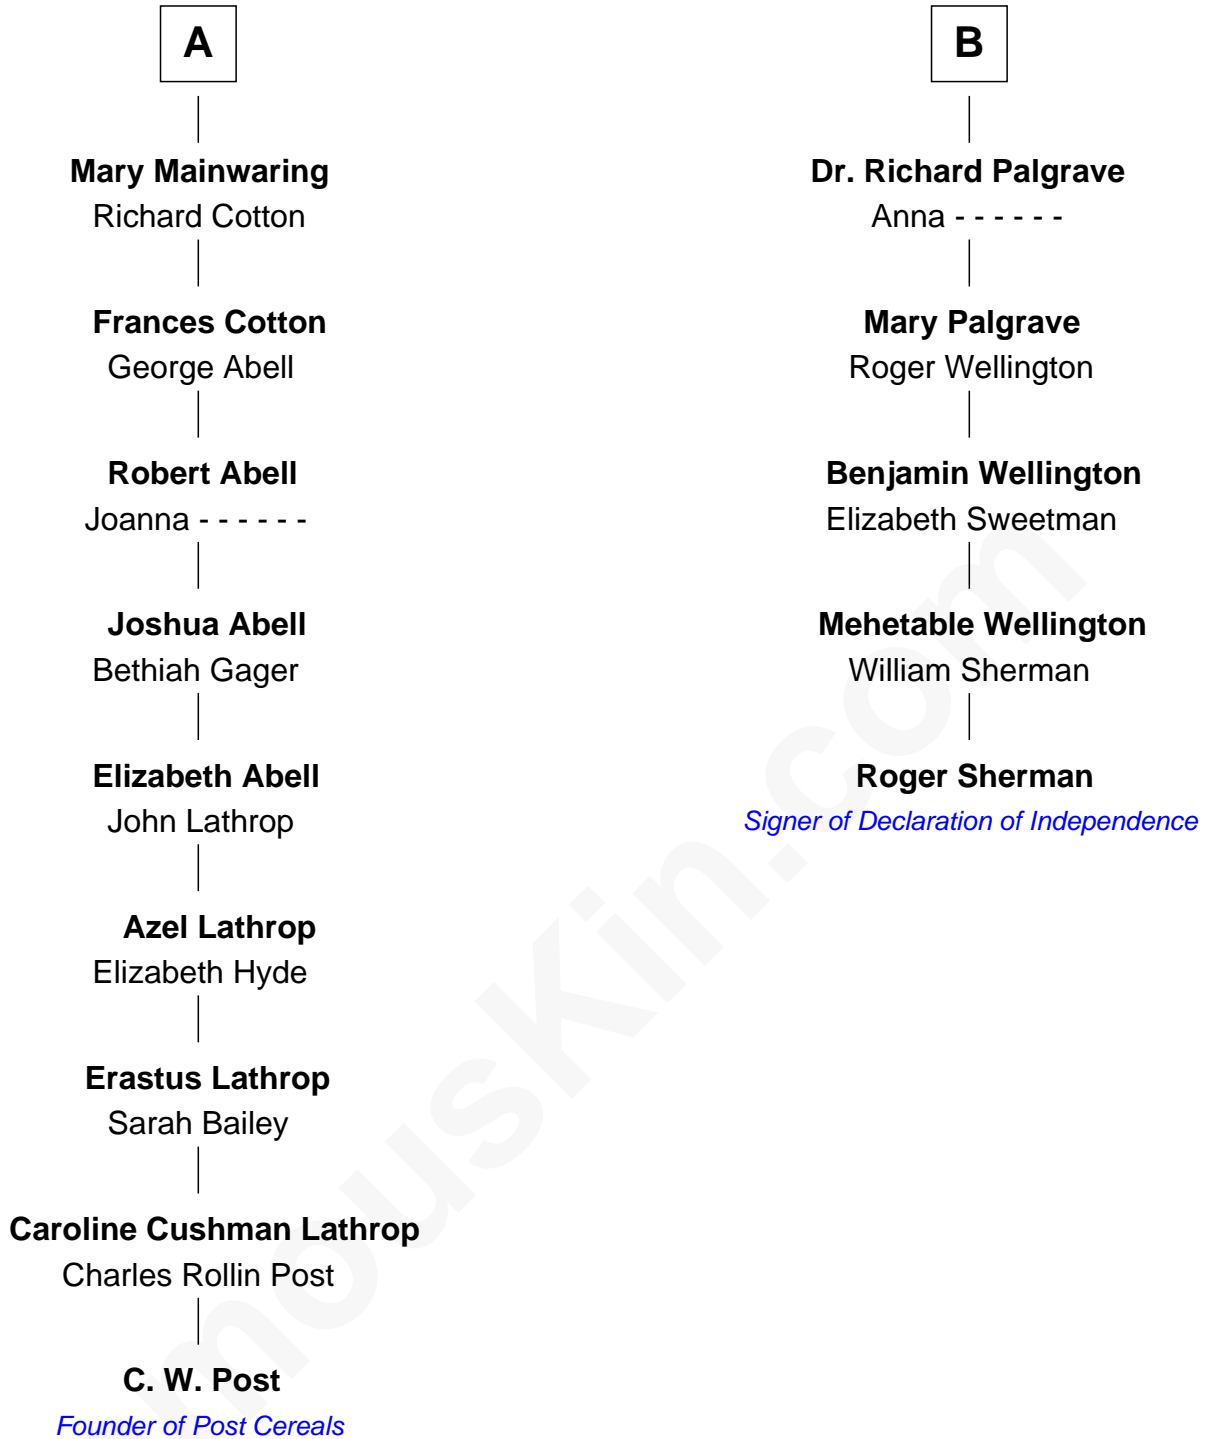 A
Mary Mainwaring
Richard Cotton
Frances Cotton
George Abell
Robert Abell
Joanna - - - - - -
Joshua Abell
Bethiah Gager
Elizabeth Abell
John Lathrop
Azel Lathrop
Elizabeth Hyde
Erastus Lathrop
Sarah Bailey
Caroline Cushman Lathrop
Charles Rollin Post
C. W. Post
Founder of Post Cereals
B
Dr. Richard Palgrave
Anna - - - - - -
Mary Palgrave
Roger Wellington
Benjamin Wellington
Elizabeth Sweetman
Mehetable Wellington
William Sherman
Roger Sherman
Signer of Declaration of Independence
mousKin.com